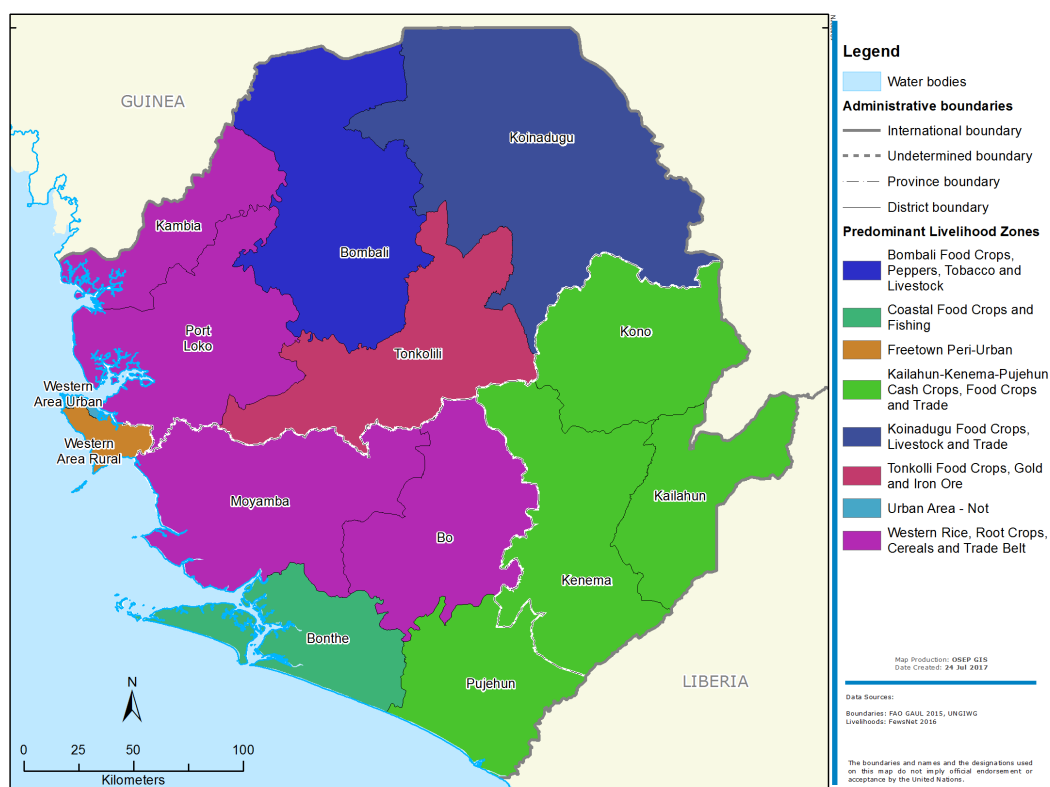 GUINEA
Koinadugu
Kambia
Bombali
Port
Loko
Kono
Tonkolili
Western
Area Urban
Western
Area Rural
Moyamba
Kailahun
Bo
Kenema
Bonthe
Pujehun
LIBERIA
N
0 25 50 100
Kilometers
Legend
Water bodies
Administrative boundaries
International boundary
Undetermined boundary
Province boundary
District boundary
Predominant Livelihood Zones
Bombali Food Crops,
Peppers, Tobacco and
Livestock
Coastal Food Crops and
Fishing
Freetown Peri-Urban
Kailahun-Kenema-Pujehun
Cash Crops, Food Crops
and Trade
Koinadugu Food Crops,
Livestock and Trade
Tonkolli Food Crops, Gold
and Iron Ore
Urban Area - Not
Western Rice, Root Crops,
Cereals and Trade Belt
Map Production: OSEP GIS
Date Created: 24 Jul 2017
Data Sources:
Boundaries: FAO GAUL 2015, UNGIWG
Livelihoods: FewsNet 2016
The boundaries and names and the designations used
on this map do not imply official endorsement or
acceptance by the United Nations.